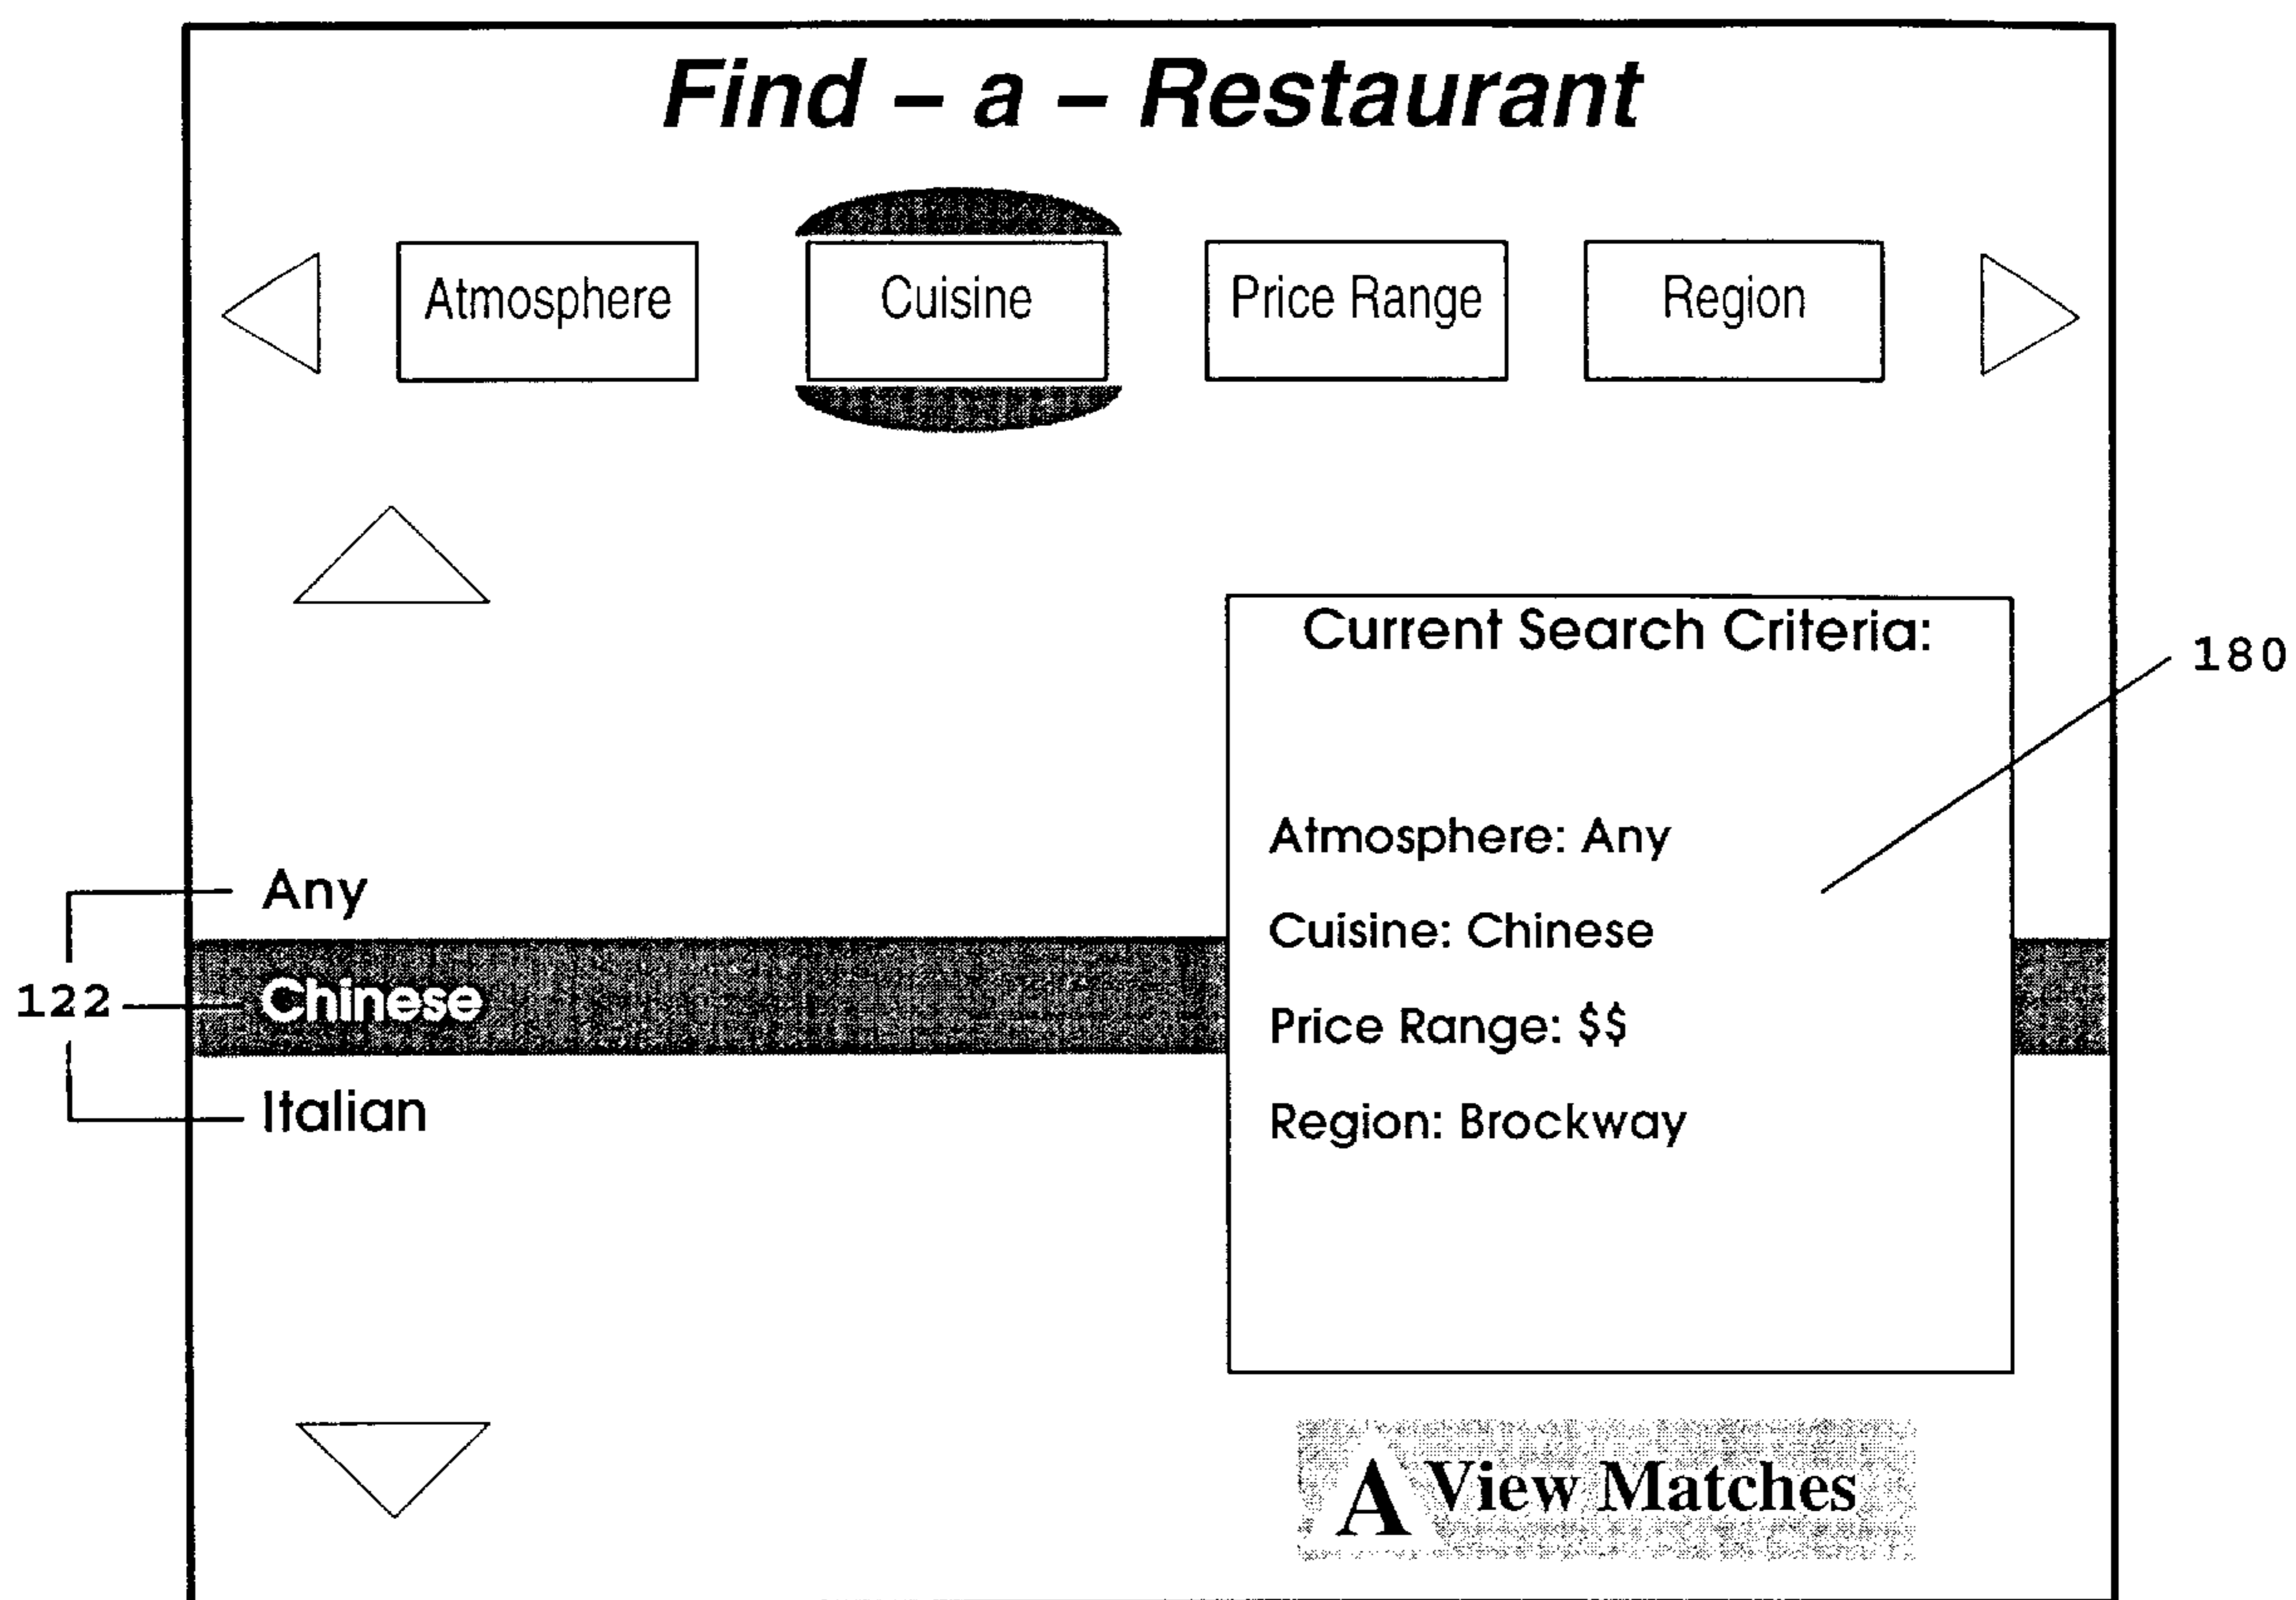 Find – a – Restaurant
Atmosphere
Cuisine
Price Range
Region
Current Search Criteria:
180
Atmosphere: Any
Cuisine: Chinese
Price Range: $$
Region: Brockway
122
Any
Chinese
Italian
A View Matches